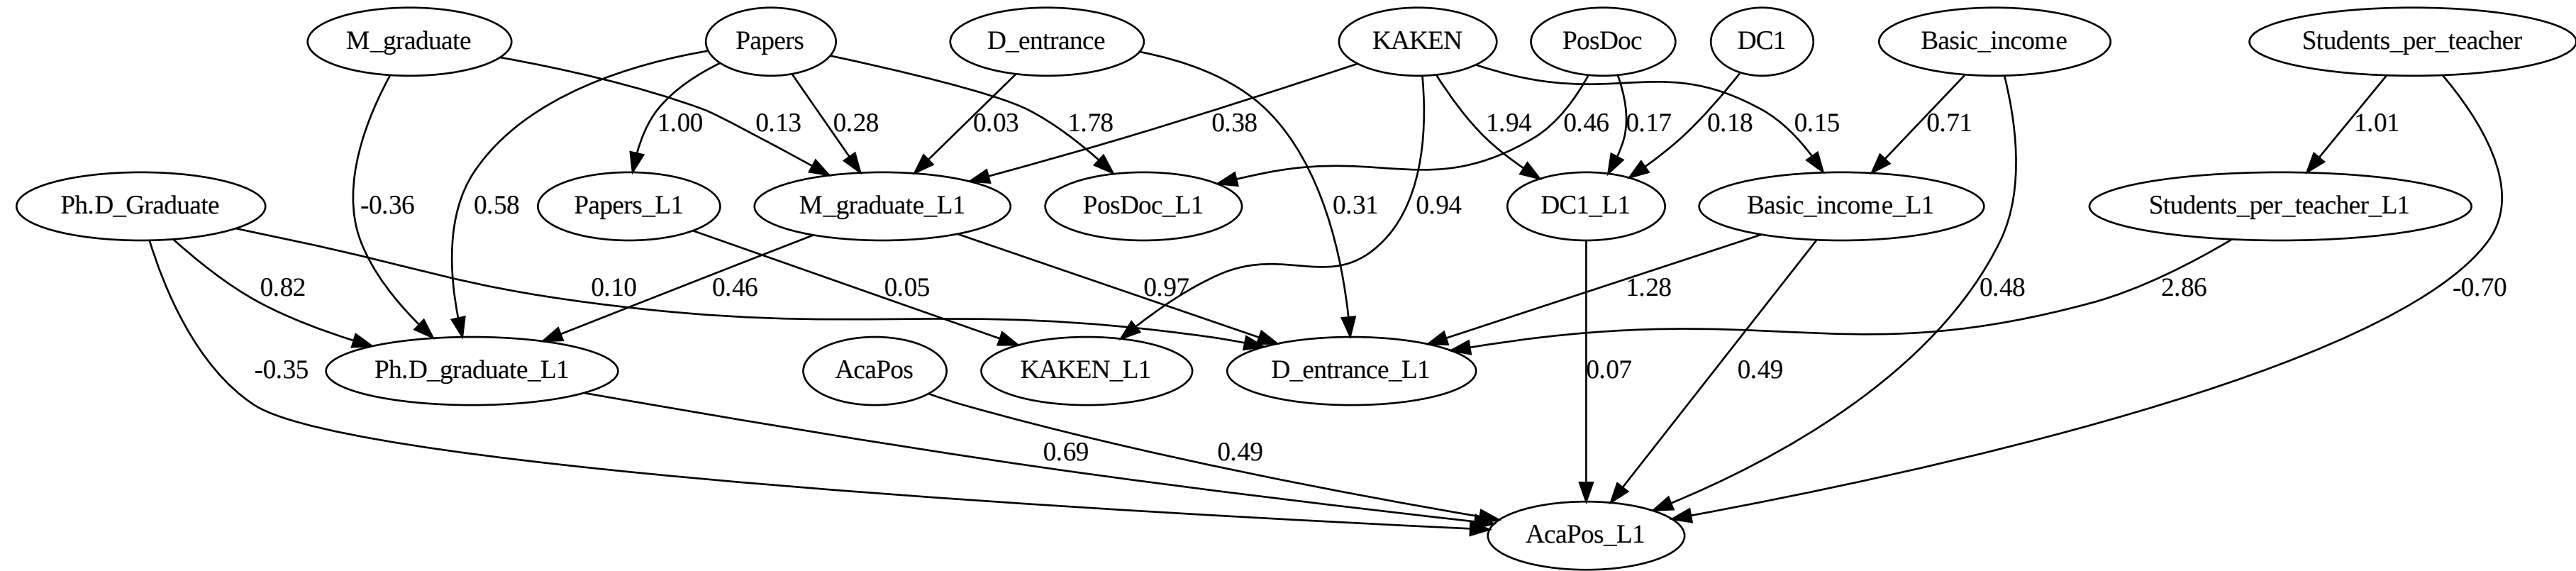 M_graduate
Papers
D_entrance
KAKEN
PosDoc
DC1
Basic_income
Students_per_teacher
1.00
0.13
0.28
0.03
1.78
0.38
1.94
0.46
0.17
0.18
0.15
0.71
1.01
Ph.D_Graduate
-0.36
0.58
Papers_L1
M_graduate_L1
PosDoc_L1
0.31
0.94
DC1_L1
Basic_income_L1
Students_per_teacher_L1
0.82
0.10
0.46
0.05
0.97
1.28
0.48
2.86
-0.70
-0.35
Ph.D_graduate_L1
AcaPos
KAKEN_L1
D_entrance_L1
0.07
0.49
0.69
0.49
AcaPos_L1